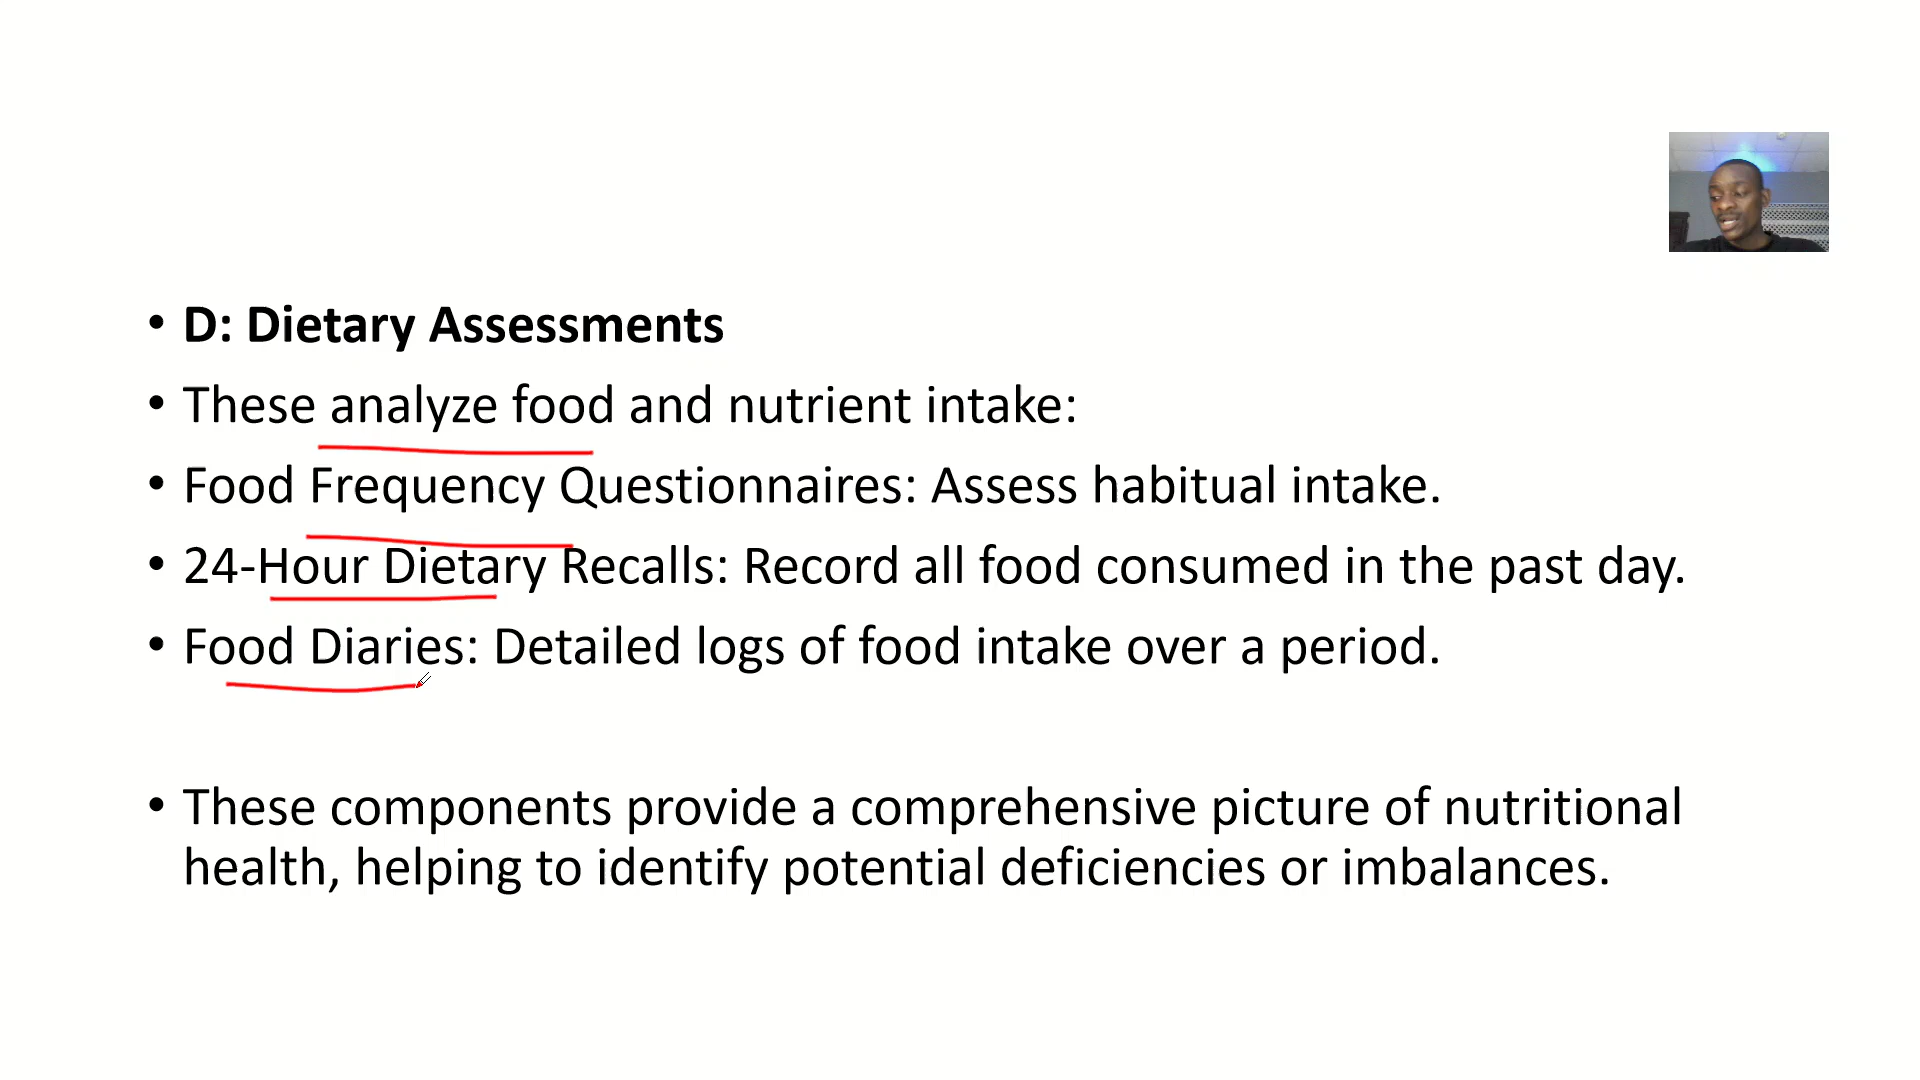 • D: Dietary Assessments
• These analyze food and nutrient intake:
• Food Frequency Questionnaires: Assess habitual intake.
• 24-Hour Dietary Recalls: Record all food consumed in the past day.
• Food Diaries: Detailed logs of food intake over a period.
• These components provide a comprehensive picture of nutritional
health, helping to identify potential deficiencies or imbalances.